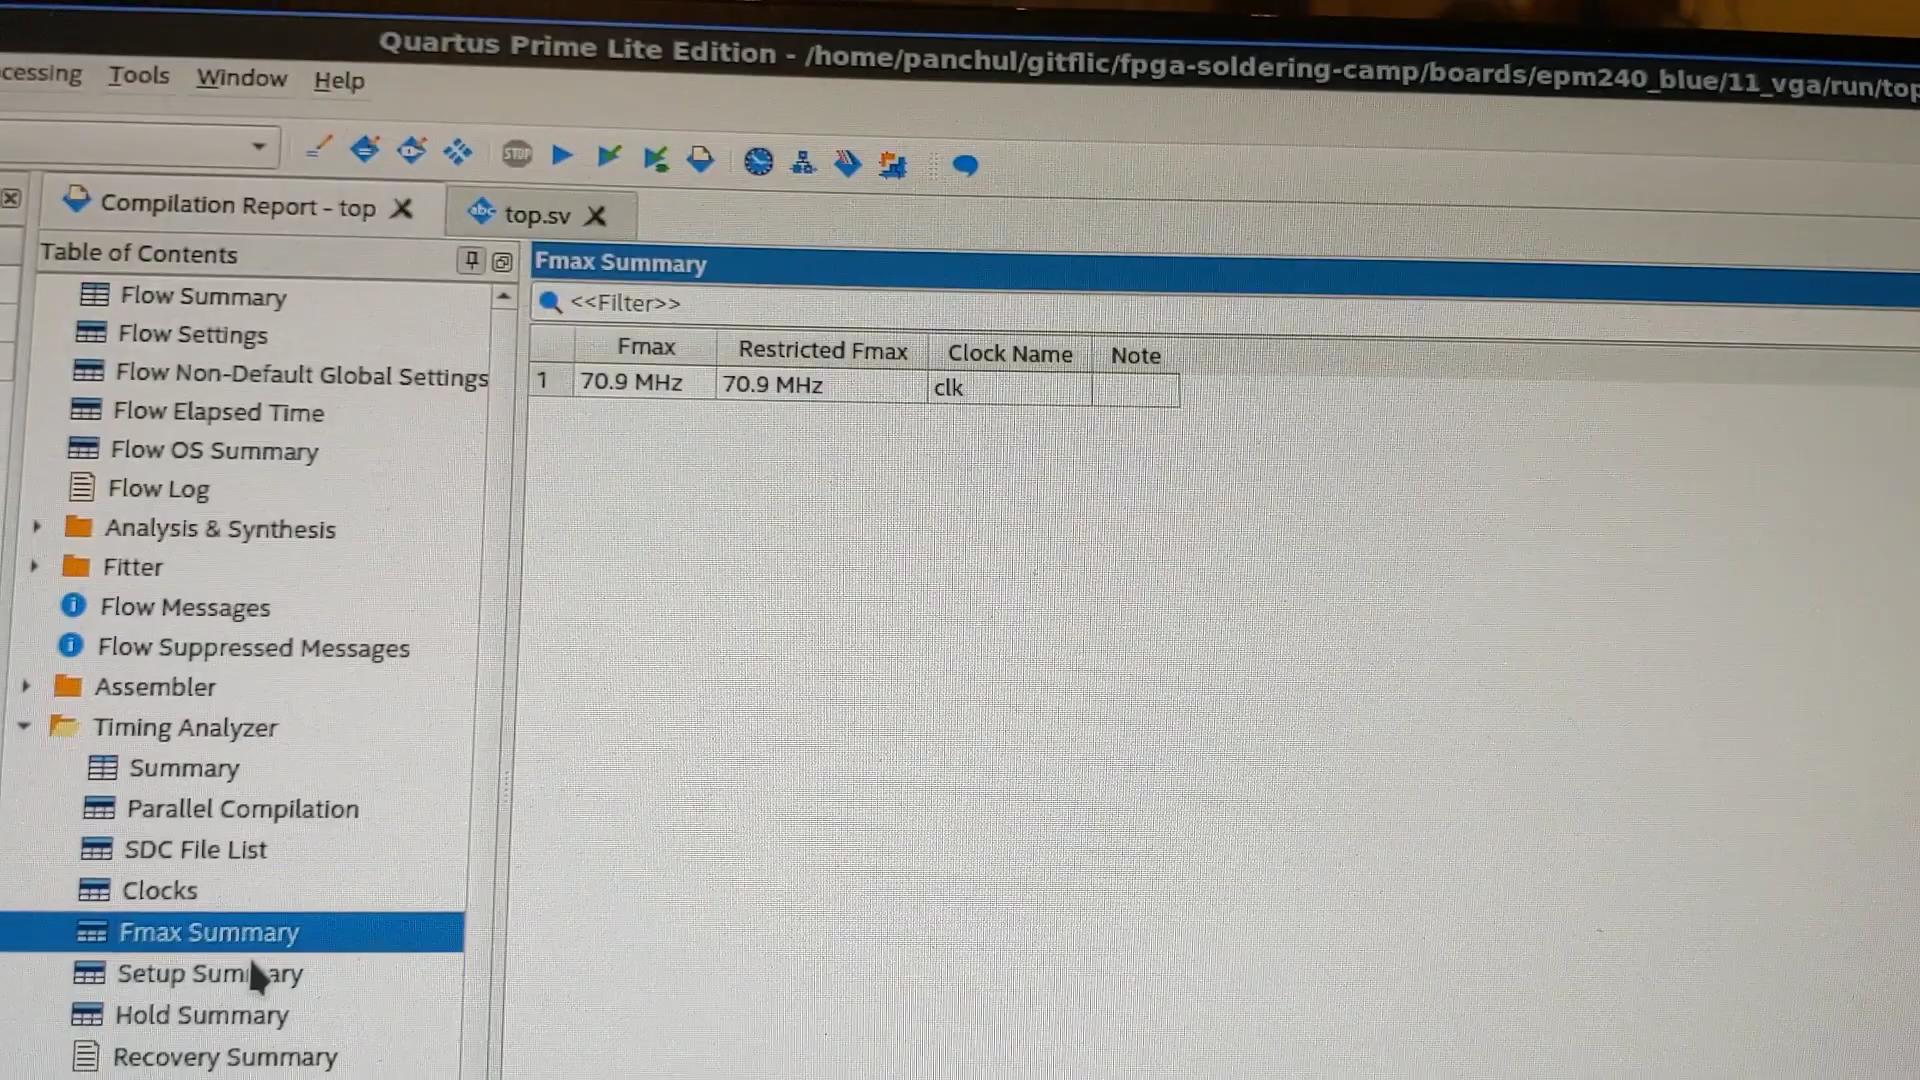 Quartus Prime Lite Edition - /home/panchul/gitflic/fpga-soldering-camp/boards/epm240_blue/11_vga/run/top
cessing Tools Window Help
STOP
Compilation Report - top
abc top.sv
Table of Contents
Flow Summary
Flow Settings
Flow Non-Default Global Settings
Flow Elapsed Time
Flow OS Summary
Flow Log
Analysis & Synthesis
Fitter
Flow Messages
Flow Suppressed Messages
Assembler
Timing Analyzer
Summary
Parallel Compilation
SDC File List
Clocks
Fmax Summary
Setup Summary
Hold Summary
Recovery Summary
Fmax Summary
<<Filter>>
Fmax Restricted Fmax Clock Name Note
1 70.9 MHz 70.9 MHz clk